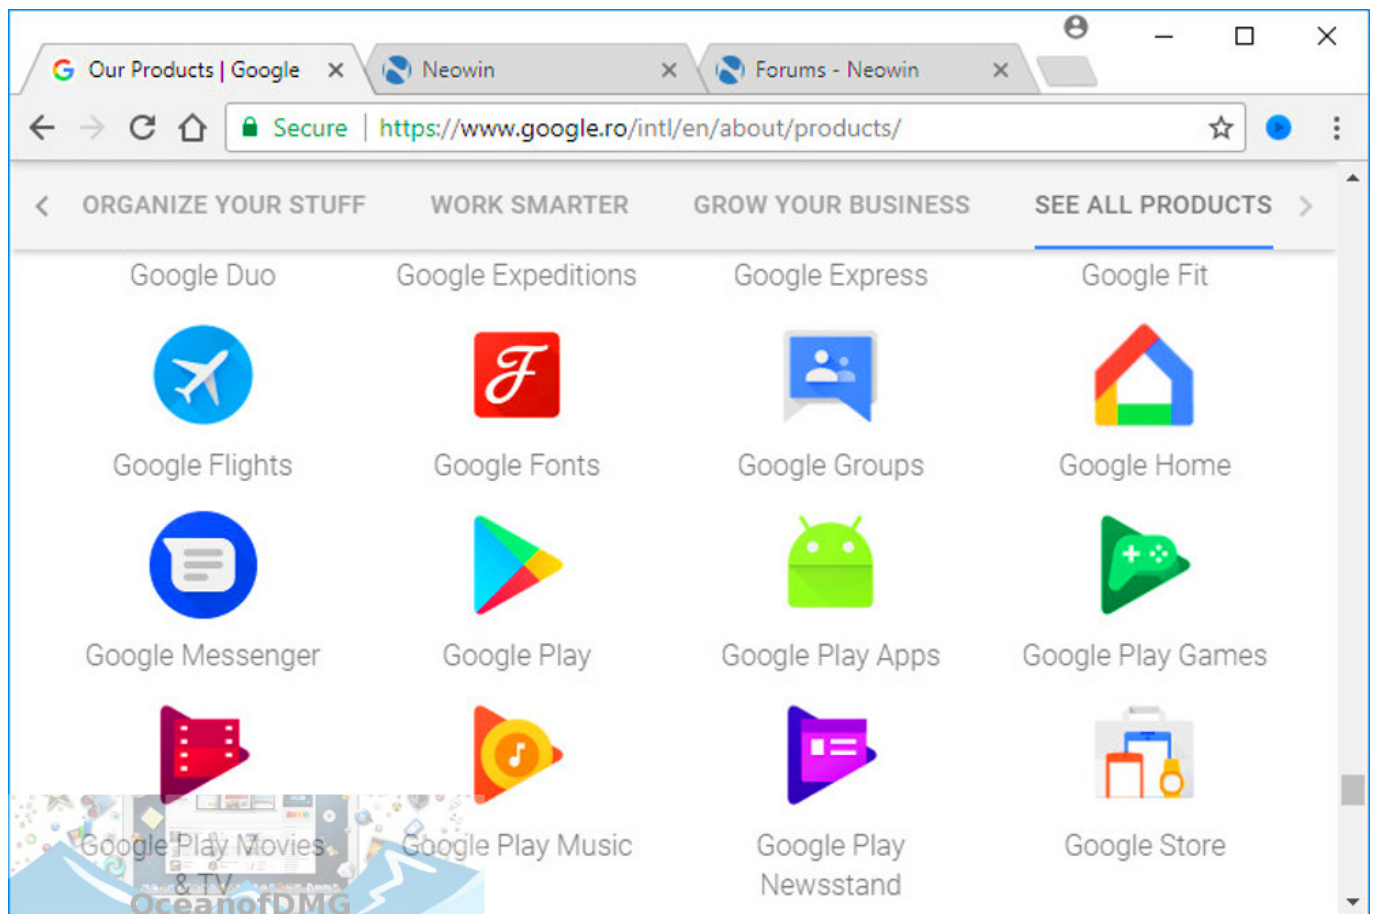 Our Products | Google
Neowin
Forums - Neowin
Secure
https://www.google.ro/intl/en/about/products/
ORGANIZE YOUR STUFF
WORK SMARTER
GROW YOUR BUSINESS
SEE ALL PRODUCTS
Google Duo
Google Expeditions
Google Express
Google Fit
Google Flights
Google Fonts
Google Groups
Google Home
Google Messenger
Google Play
Google Play Apps
Google Play Games
Google Play Movies
& TV
Google Play Music
Google Play
Newsstand
Google Store
OceanofDMG